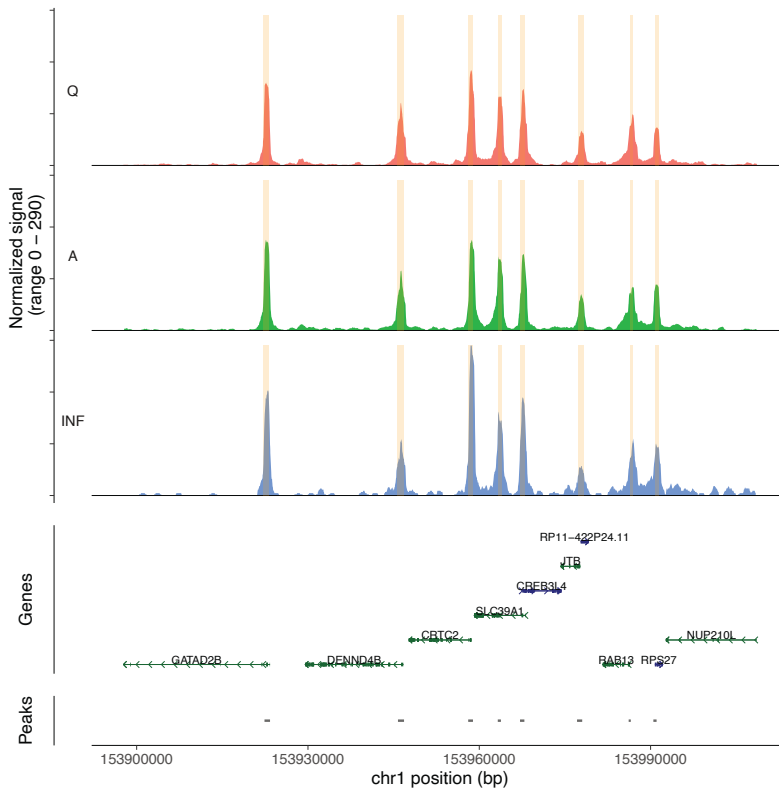 Q
A
INF
Normalized signal
(range 0 − 290)
RP11−422P24.11
JTB
CREB3L4
SLC39A1
CRTC2
NUP210L
GATAD2B
DENND4B
RAB13
RPS27
Genes
Peaks
153900000
153930000
153960000
153990000
chr1 position (bp)